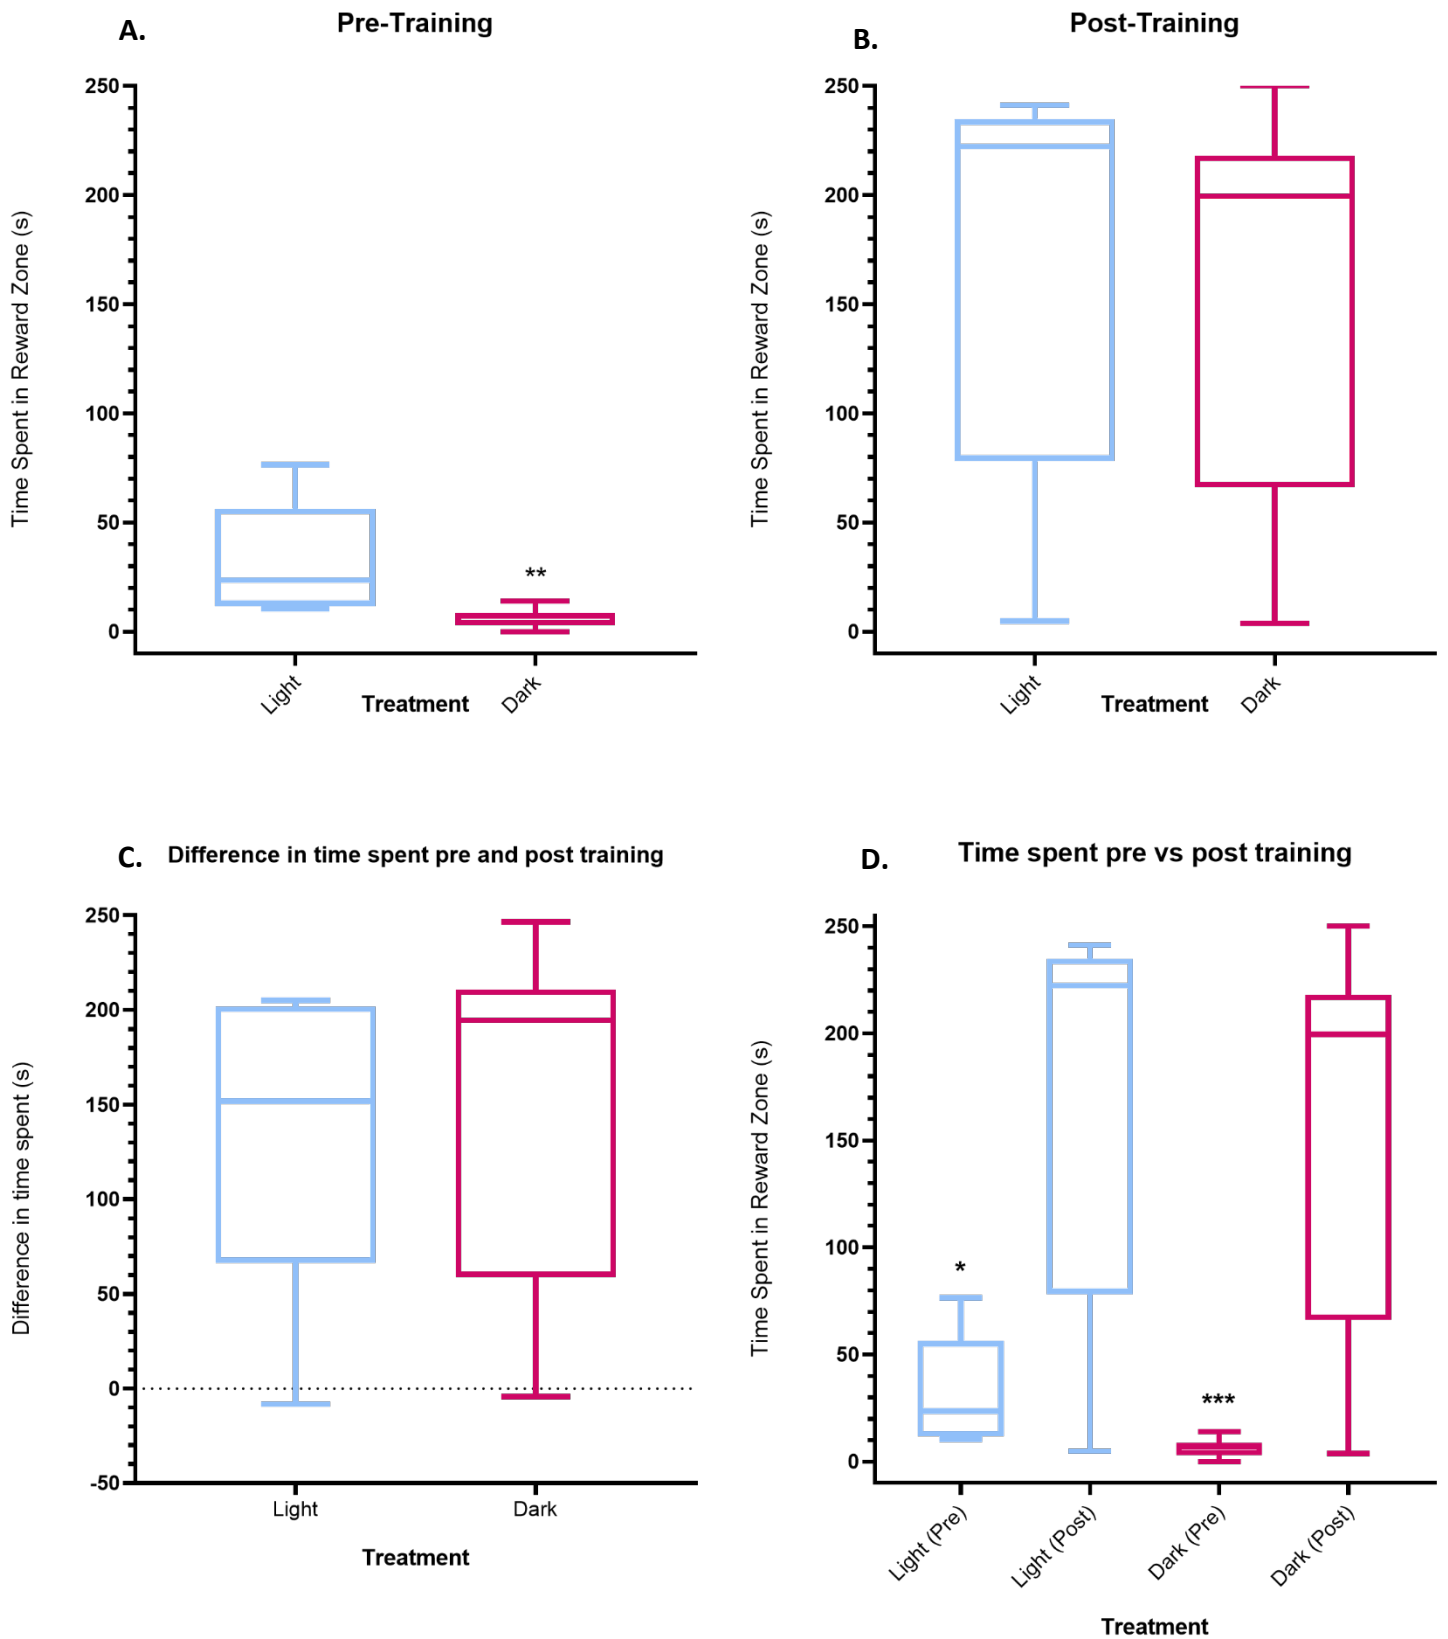 A.
Pre-Training
250
200
150
100
50
0
Time Spent in Reward Zone (s)
**
Light
Dark
Treatment
B.
Post-Training
250
200
150
100
50
0
Time Spent in Reward Zone (s)
Light
Dark
Treatment
C.
Difference in time spent pre and post training
250
200
150
100
50
0
-50
Difference in time spent (s)
Light
Dark
Treatment
D.
Time spent pre vs post training
250
200
150
100
50
0
Time Spent in Reward Zone (s)
*
***
Light (Pre)
Light (Post)
Dark (Pre)
Dark (Post)
Treatment